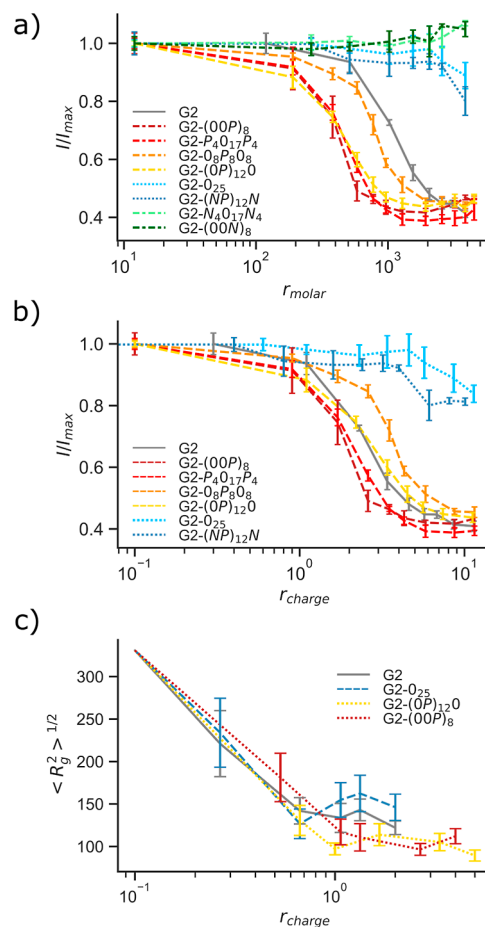 a)
1.0
0.8
0.6
0.4
I/I_max
G2
G2-(00P)_8
G2-P_4 0_17 P_4
G2-0_8 P_8 0_8
G2-(0P)_12 0
G2-0_25
G2-(NP)_12 N
G2-N_4 0_17 N_4
G2-(00N)_8
10^1
10^2
10^3
r_molar
b)
1.0
0.8
0.6
0.4
I/I_max
G2
G2-(00P)_8
G2-P_4 0_17 P_4
G2-0_8 P_8 0_8
G2-(0P)_12 0
G2-0_25
G2-(NP)_12 N
10^-1
10^0
10^1
r_charge
c)
300
250
200
150
100
< R_g^2 >^1/2
G2
G2-0_25
G2-(0P)_12 0
G2-(00P)_8
10^-1
10^0
r_charge